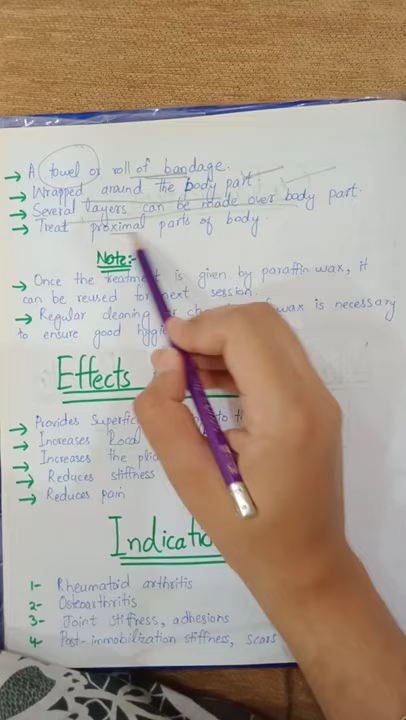 → A towel or roll of bandage.
→ Wrapped around the body part
→ Several layers can be made over body part.
→ Treat proximal parts of body.
Note:-
→ Once the treatment is given by paraffin wax, it
can be reused for next session.
→ Regular cleaning or of wax is necessary
to ensure good
Effects
→ Provides to
→ Increases local
→ Increases the
→ Reduces stiffness
→ Reduces pain
1- Rheumatoid arthritis
2- Osteoarthritis
3- Joint stiffness, adhesions
4- Post-immobilization stiffness, scars